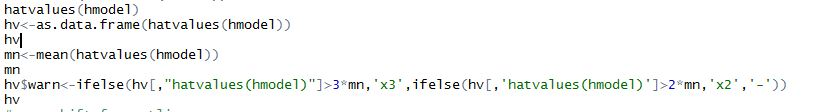 hatvalues(hmodel)
hv<-as.data.frame(hatvalues(hmodel))
hv
mn<-mean(hatvalues(hmodel))
mn
hv$warn<-ifelse(hv[,"hatvalues(hmodel)"]>3*mn,'x3',ifelse(hv[,'hatvalues(hmodel)']>2*mn,'x2','-'))
hv